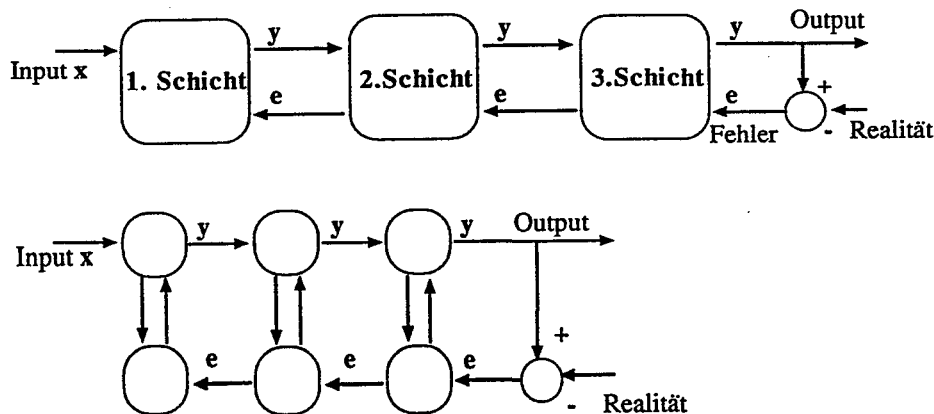 Output
y y y
Input x 1. Schicht 2.Schicht 3.Schicht
e e e +
Fehler - Realität
y y y Output
Input x
+
e e e
- Realität